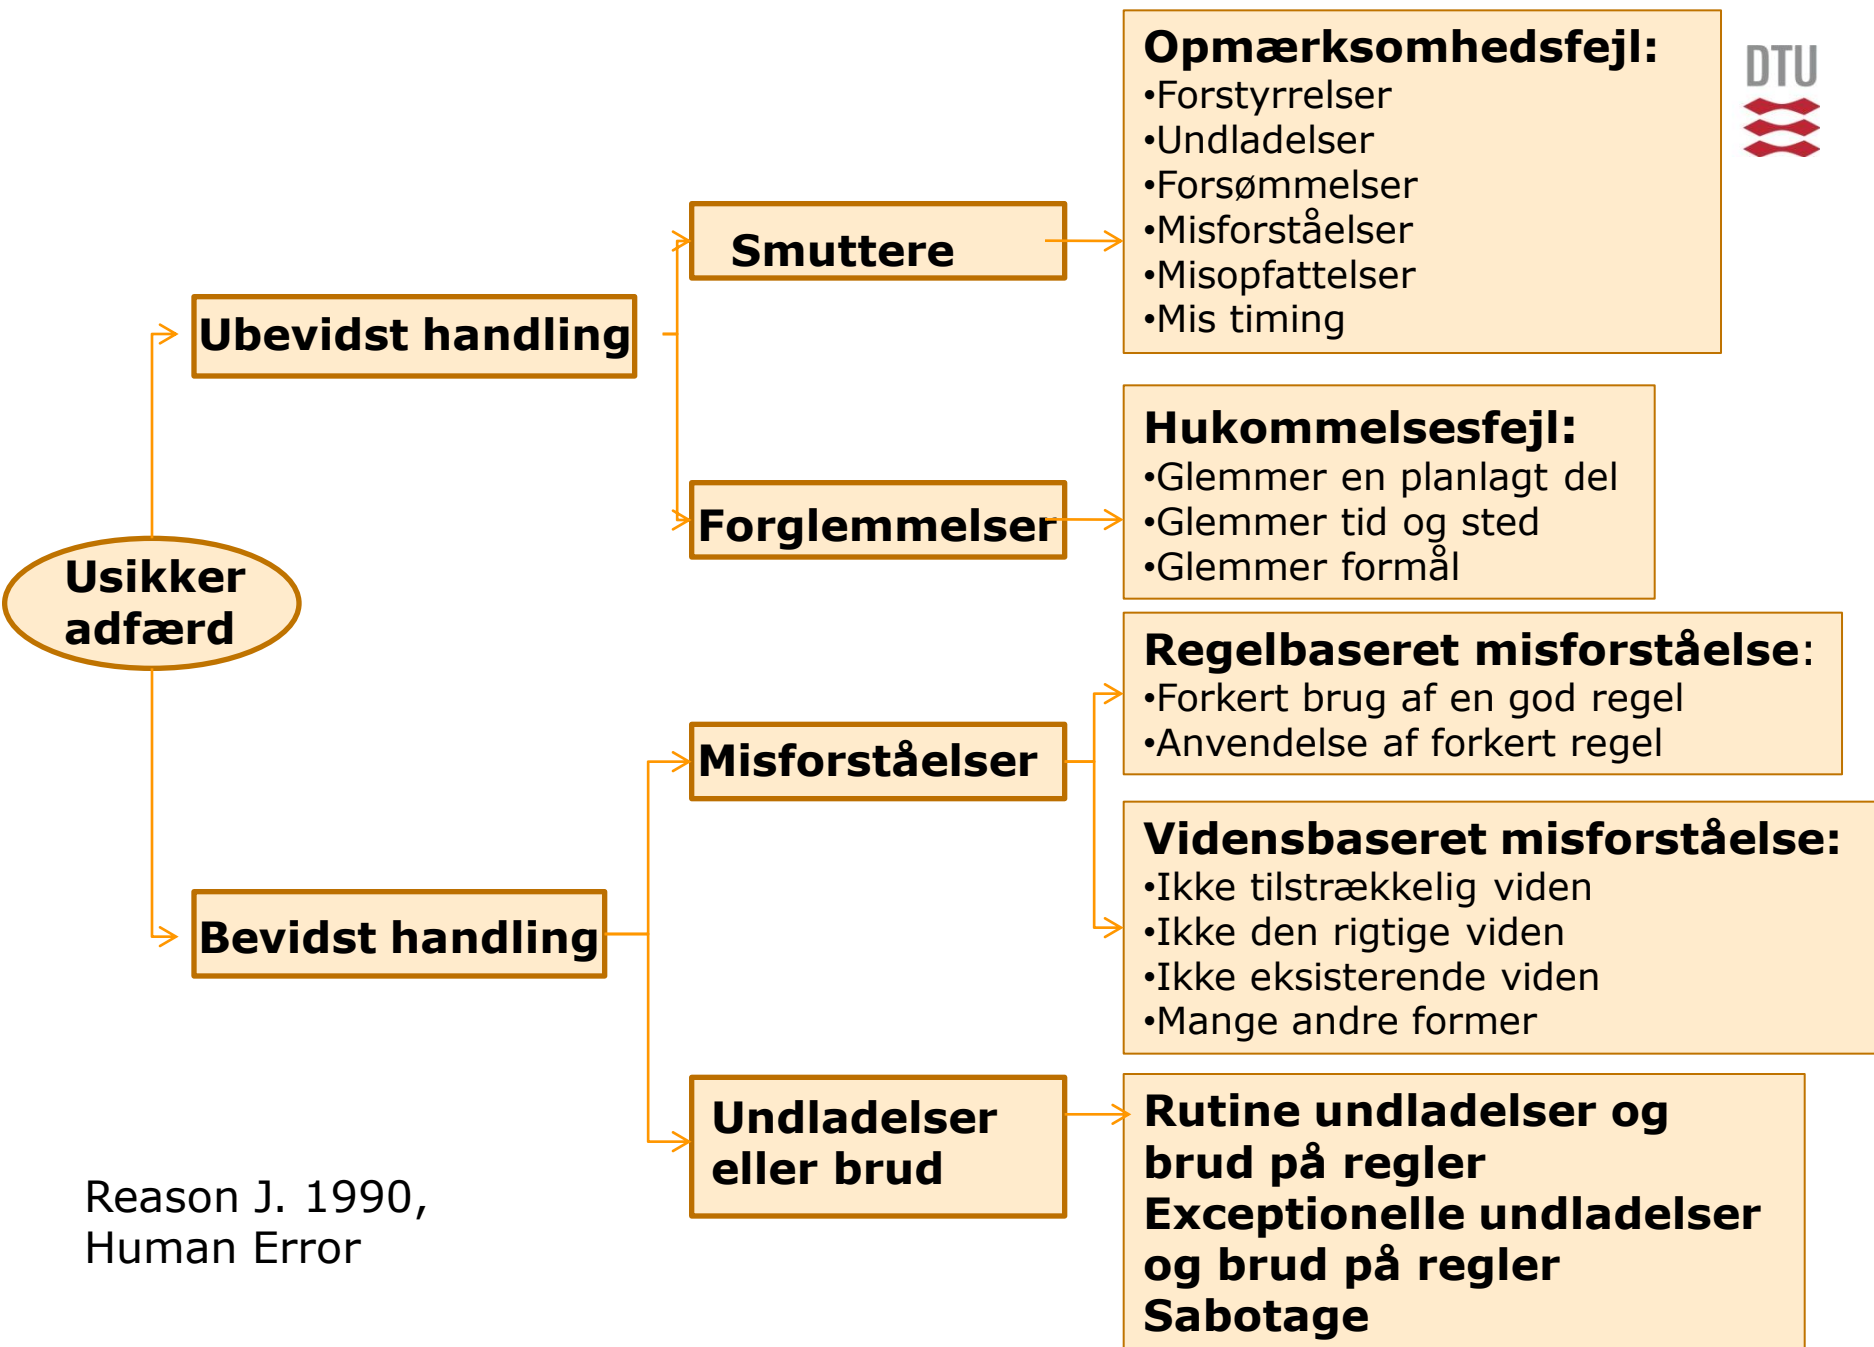 Opmærksomhedsfejl:
•Forstyrrelser
•Undladelser
•Forsømmelser
•Misforståelser
•Misopfattelser
•Mis timing
DTU
Smuttere
Ubevidst handling
Hukommelsesfejl:
•Glemmer en planlagt del
•Glemmer tid og sted
•Glemmer formål
Forglemmelser
Usikker
adfærd
Regelbaseret misforståelse:
•Forkert brug af en god regel
•Anvendelse af forkert regel
Misforståelser
Vidensbaseret misforståelse:
•Ikke tilstrækkelig viden
•Ikke den rigtige viden
•Ikke eksisterende viden
•Mange andre former
Bevidst handling
Undladelser
eller brud
Rutine undladelser og
brud på regler
Exceptionelle undladelser
og brud på regler
Sabotage
Reason J. 1990,
Human Error